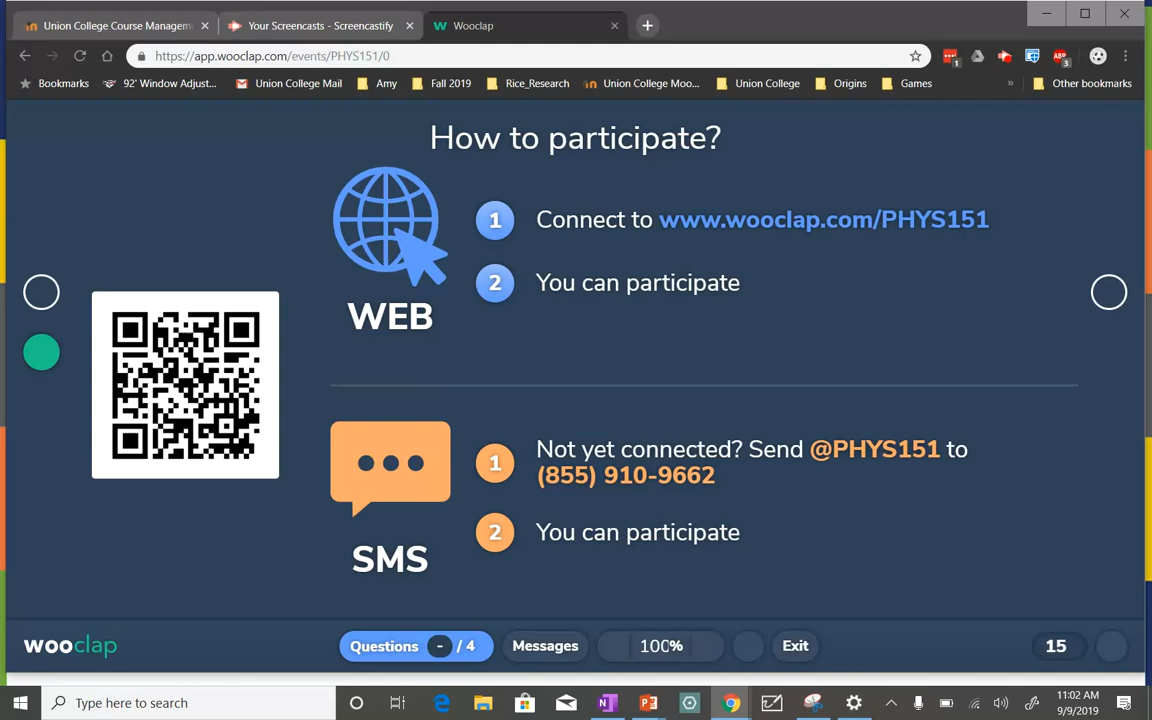 Union College Course Managem
Your Screencasts - Screencastify
Wooclap
https://app.wooclap.com/events/PHYS151/0
1
ABP
3
Bookmarks
92' Window Adjust...
Union College Mail
Amy
Fall 2019
Rice_Research
Union College Moo...
Union College
Origins
Games
»
Other bookmarks
How to participate?
WEB
1 Connect to www.wooclap.com/PHYS151
2 You can participate
SMS
1 Not yet connected? Send @PHYS151 to
(855) 910-9662
2 You can participate
wooclap
Questions - / 4
Messages
100%
Exit
15
Type here to search
11:02 AM
9/9/2019